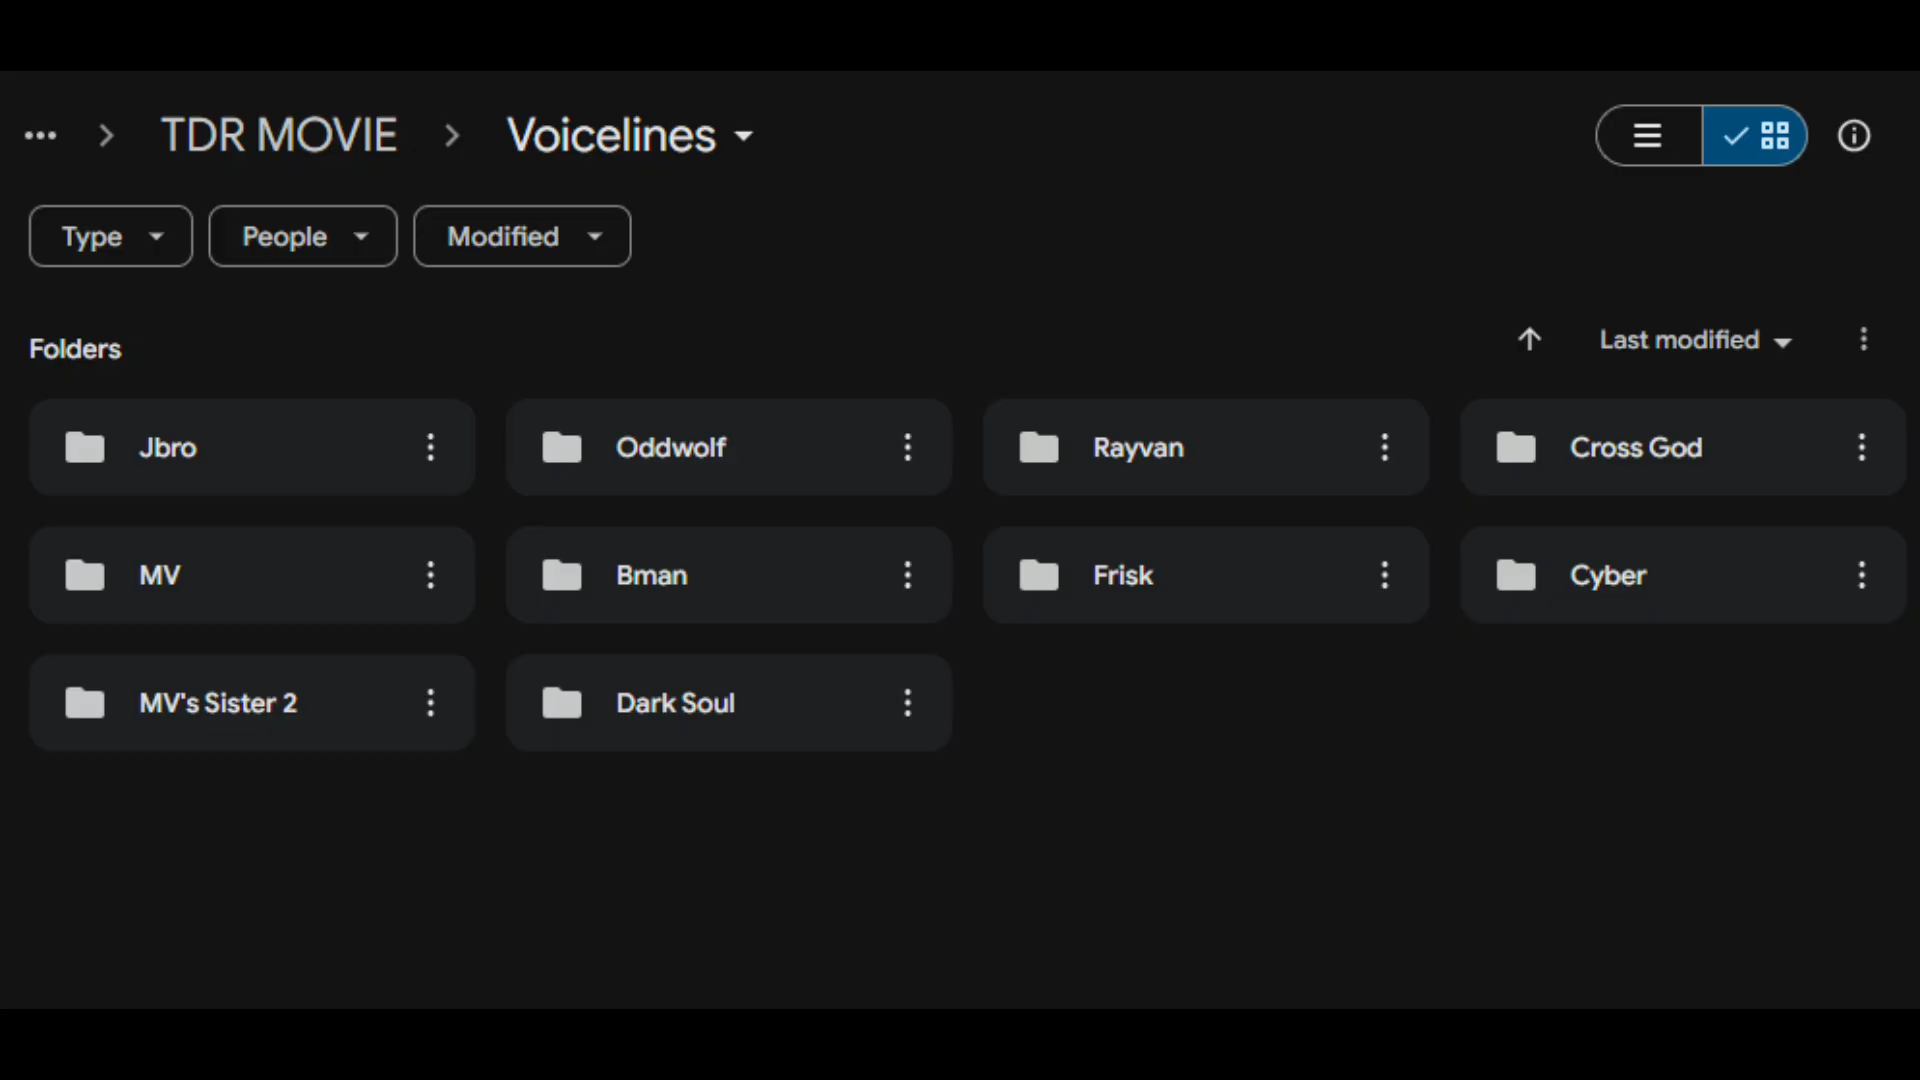 TDR MOVIE Voicelines
Type People Modified
Folders Last modified
Jbro Oddwolf Rayvan Cross God
MV Bman Frisk Cyber
MV's Sister 2 Dark Soul